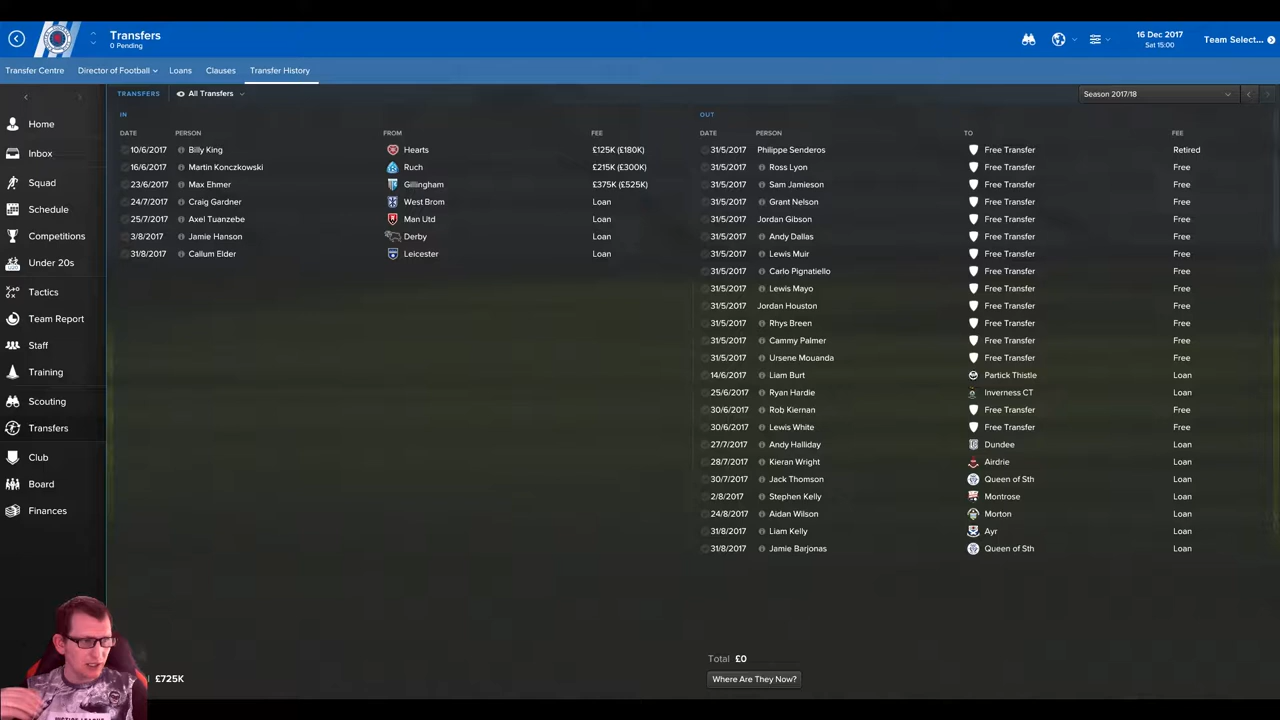 Transfers
0 Pending
16 Dec 2017
Sat 15:00
Team Select...
Transfer Centre
Director of Football
Loans
Clauses
Transfer History
TRANSFERS
All Transfers
Season 2017/18
Home
Inbox
Squad
Schedule
Competitions
Under 20s
Tactics
Team Report
Staff
Training
Scouting
Transfers
Club
Board
Finances
IN
DATE PERSON FROM FEE
10/6/2017 Billy King Hearts £125K (£180K)
16/6/2017 Martin Konczkowski Ruch £215K (£300K)
23/6/2017 Max Ehmer Gillingham £375K (£525K)
24/7/2017 Craig Gardner West Brom Loan
25/7/2017 Axel Tuanzebe Man Utd Loan
3/8/2017 Jamie Hanson Derby Loan
31/8/2017 Callum Elder Leicester Loan
£725K
OUT
DATE PERSON TO FEE
31/5/2017 Philippe Senderos Free Transfer Retired
31/5/2017 Ross Lyon Free Transfer Free
31/5/2017 Sam Jamieson Free Transfer Free
31/5/2017 Grant Nelson Free Transfer Free
31/5/2017 Jordan Gibson Free Transfer Free
31/5/2017 Andy Dallas Free Transfer Free
31/5/2017 Lewis Muir Free Transfer Free
31/5/2017 Carlo Pignatiello Free Transfer Free
31/5/2017 Lewis Mayo Free Transfer Free
31/5/2017 Jordan Houston Free Transfer Free
31/5/2017 Rhys Breen Free Transfer Free
31/5/2017 Cammy Palmer Free Transfer Free
31/5/2017 Ursene Mouanda Free Transfer Free
14/6/2017 Liam Burt Partick Thistle Loan
25/6/2017 Ryan Hardie Inverness CT Loan
30/6/2017 Rob Kiernan Free Transfer Free
30/6/2017 Lewis White Free Transfer Free
27/7/2017 Andy Halliday Dundee Loan
28/7/2017 Kieran Wright Airdrie Loan
30/7/2017 Jack Thomson Queen of Sth Loan
2/8/2017 Stephen Kelly Montrose Loan
24/8/2017 Aidan Wilson Morton Loan
31/8/2017 Liam Kelly Ayr Loan
31/8/2017 Jamie Barjonas Queen of Sth Loan
Total £0
Where Are They Now?